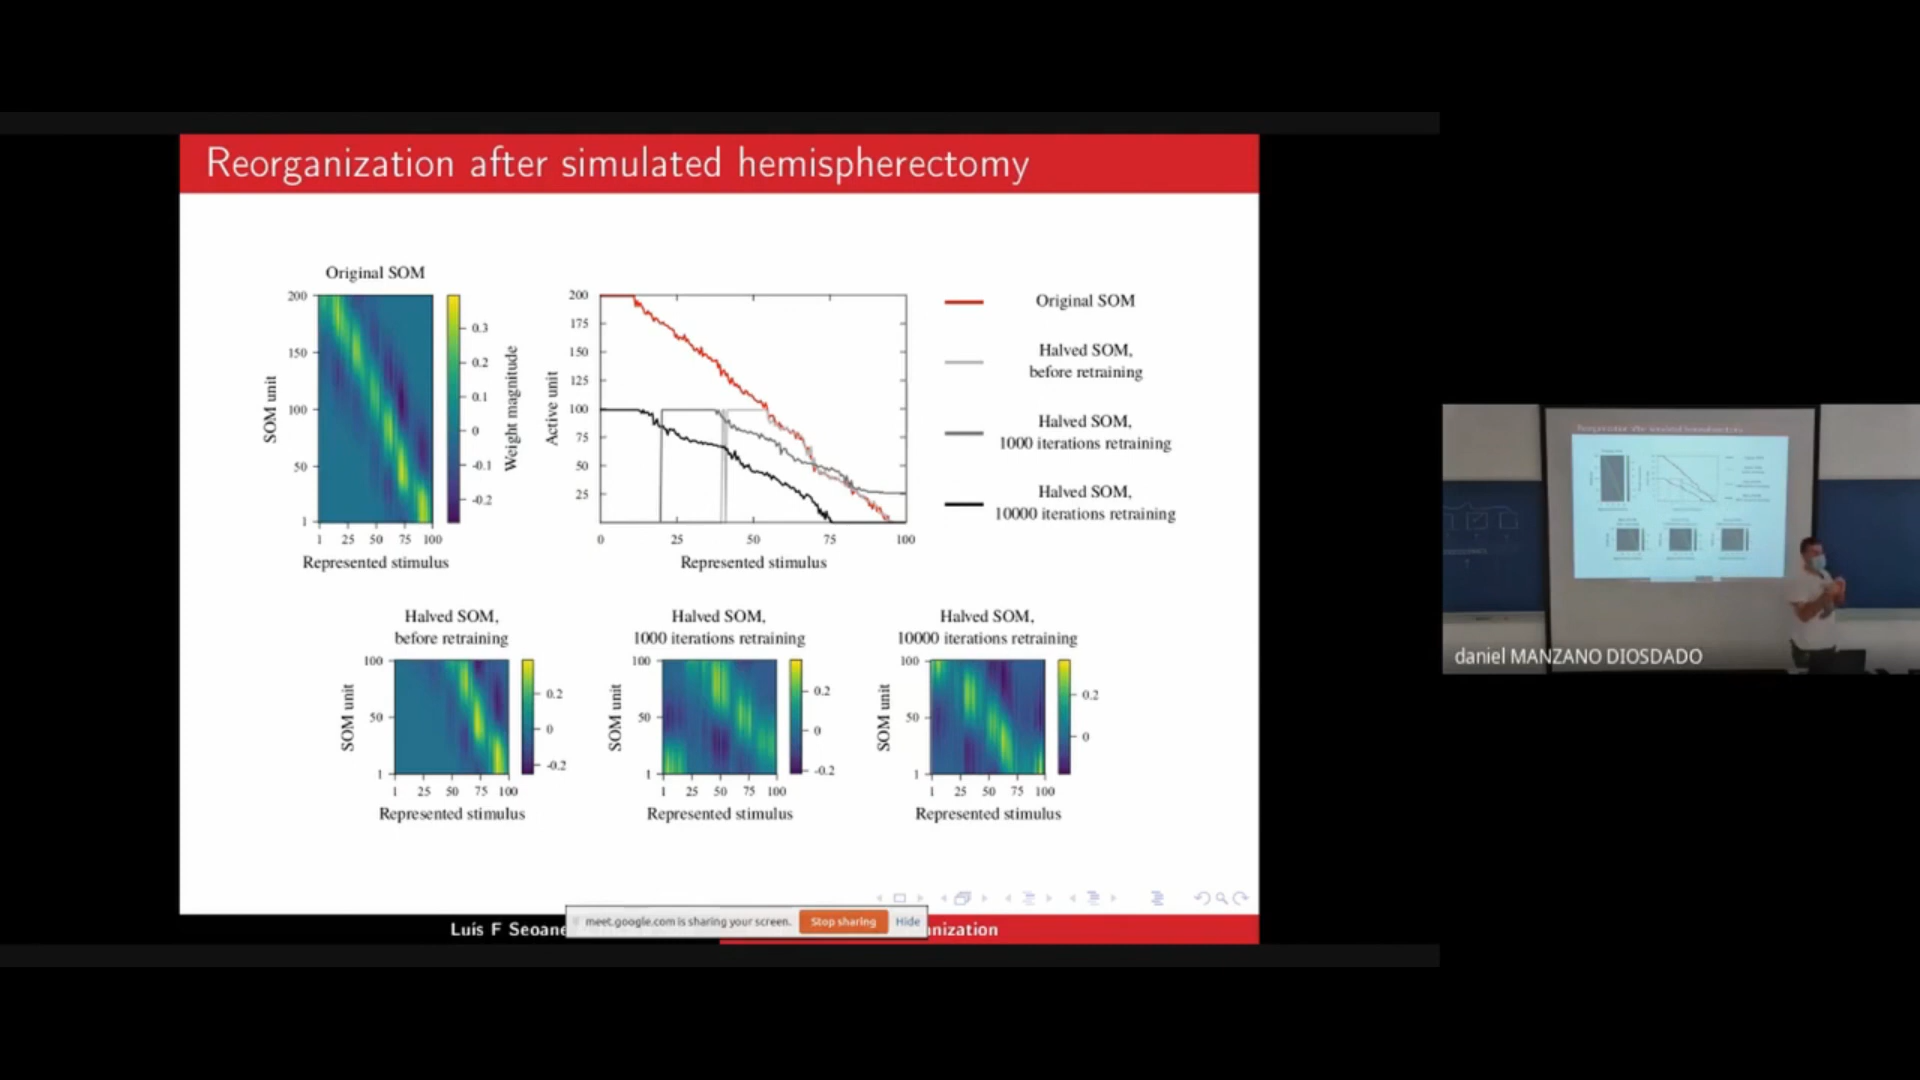 Reorganization after simulated hemispherectomy
Original SOM
200
150
100
50
1
SOM unit
1 25 50 75 100
Represented stimulus
0.3
0.2
0.1
0
-0.1
-0.2
Weight magnitude
200
175
150
125
100
75
50
25
Active unit
0 25 50 75 100
Represented stimulus
Original SOM
Halved SOM,
before retraining
Halved SOM,
1000 iterations retraining
Halved SOM,
10000 iterations retraining
Halved SOM,
before retraining
100
50
1
SOM unit
1 25 50 75 100
Represented stimulus
0.2
0
-0.2
Halved SOM,
1000 iterations retraining
100
50
1
SOM unit
1 25 50 75 100
Represented stimulus
0.2
0
-0.2
Halved SOM,
10000 iterations retraining
100
50
1
SOM unit
1 25 50 75 100
Represented stimulus
0.2
0
meet.google.com is sharing your screen. Stop sharing Hide
Luís F Seoane
nization
daniel MANZANO DIOSDADO